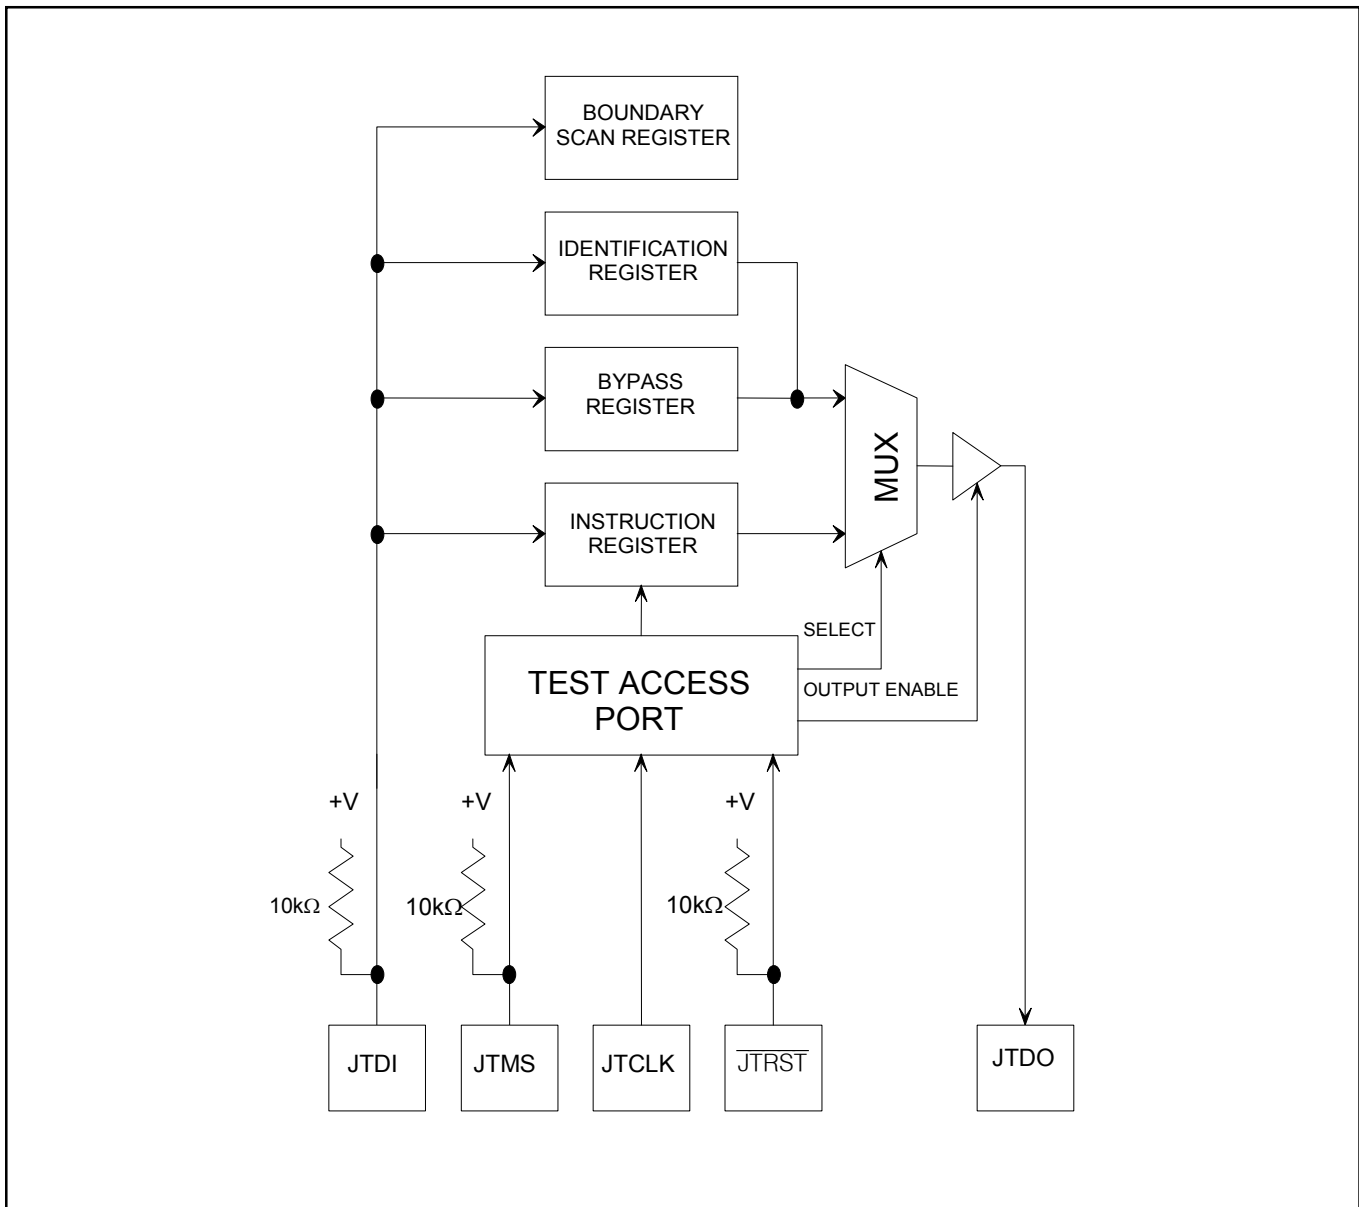 BOUNDARY
SCAN REGISTER
IDENTIFICATION
REGISTER
BYPASS
REGISTER
MUX
INSTRUCTION
REGISTER
SELECT
TEST ACCESS
PORT
OUTPUT ENABLE
+V
+V
+V
10kΩ
10kΩ
10kΩ
JTDI
JTMS
JTCLK
JTRST
JTDO